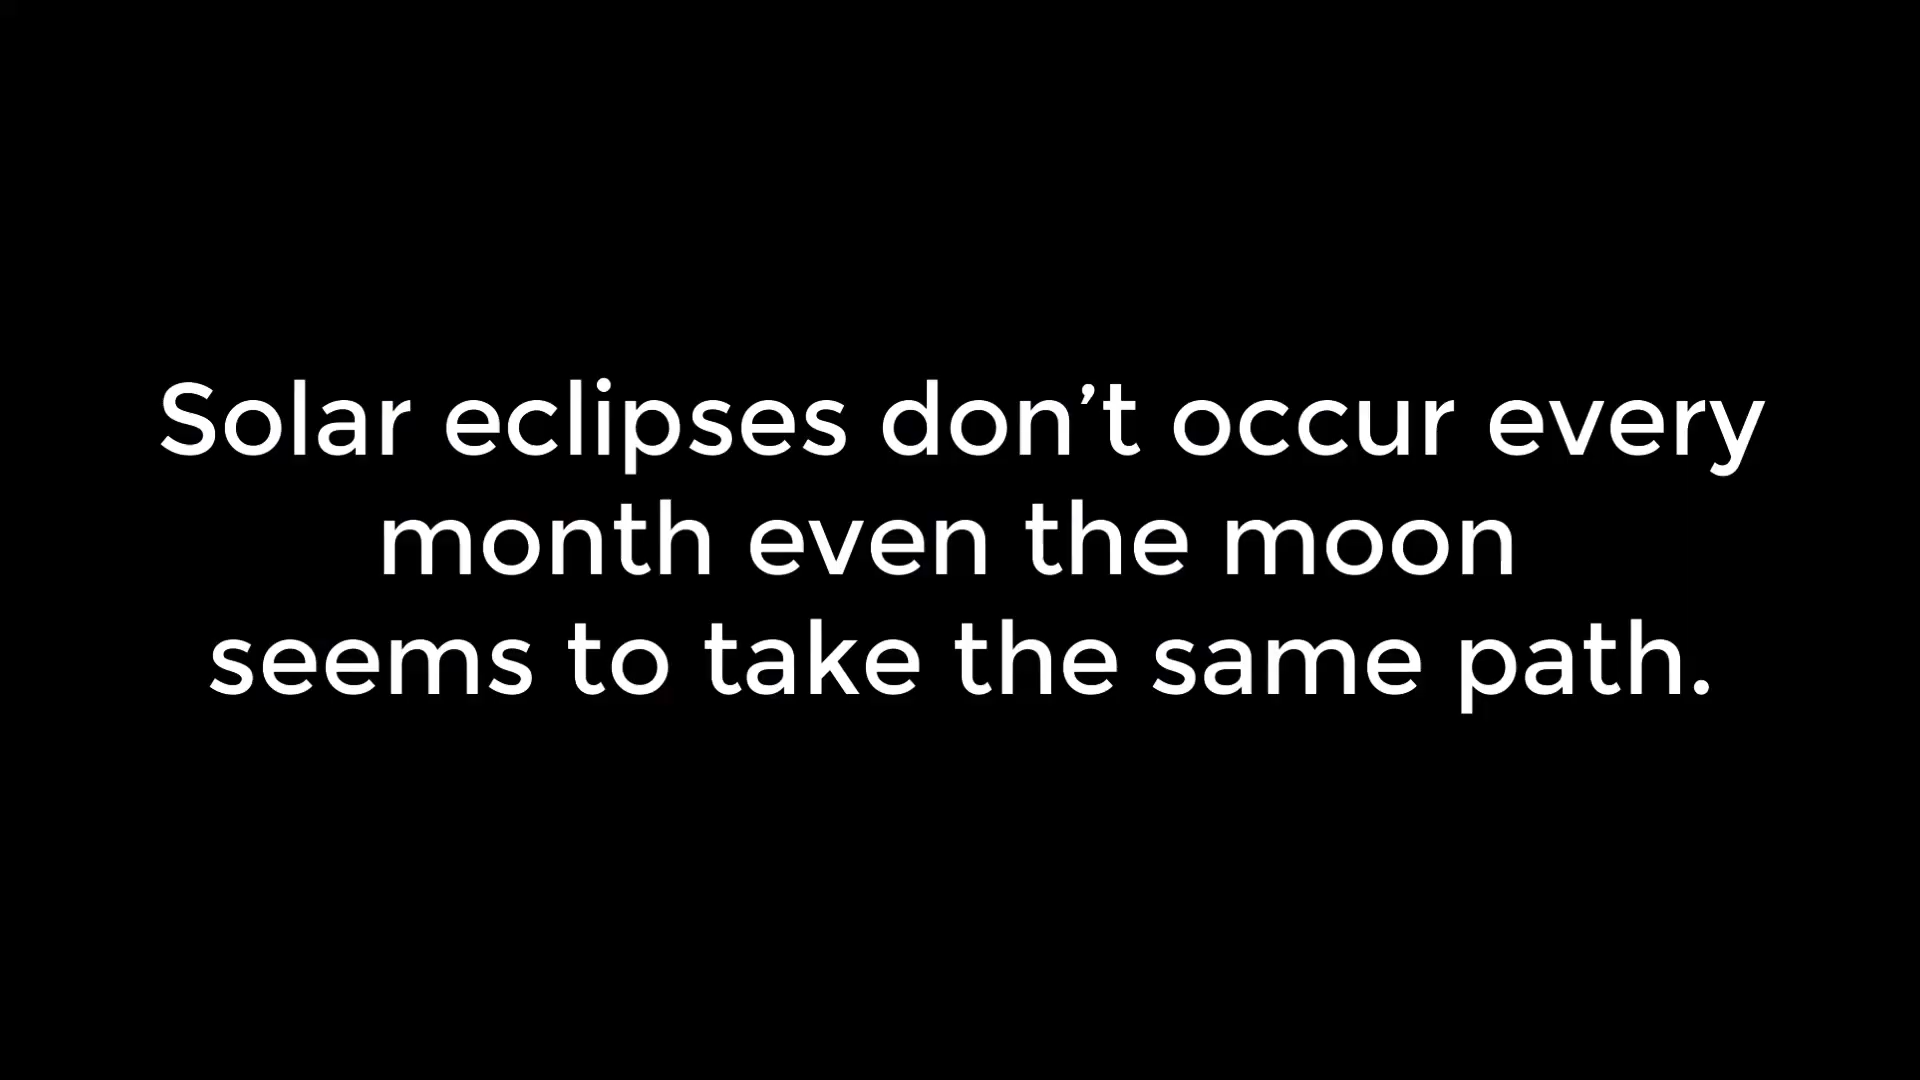 Solar eclipses don’t occur every
month even the moon
seems to take the same path.